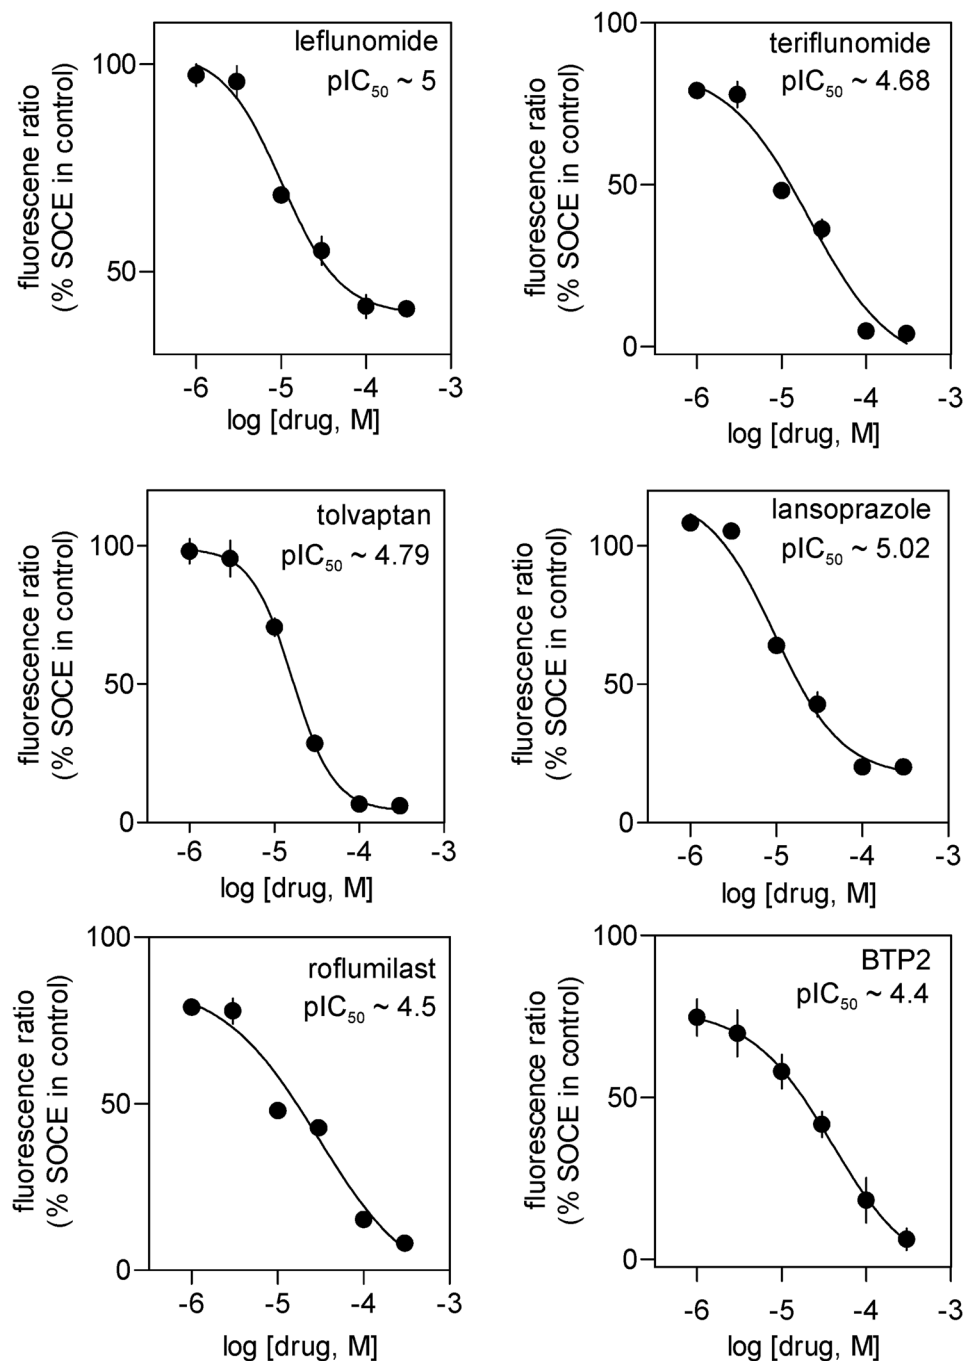 leflunomide
pIC50 ~ 5
fluorescene ratio
(% SOCE in control)
100
50
-6 -5 -4 -3
log [drug, M]
teriflunomide
pIC50 ~ 4.68
fluorescence ratio
(% SOCE in control)
100
50
0
-6 -5 -4 -3
log [drug, M]
tolvaptan
pIC50 ~ 4.79
fluorescence ratio
(% SOCE in control)
100
50
0
-6 -5 -4 -3
log [drug, M]
lansoprazole
pIC50 ~ 5.02
fluorescence ratio
(% SOCE in control)
100
50
0
-6 -5 -4 -3
log [drug, M]
roflumilast
pIC50 ~ 4.5
fluorescence ratio
(% SOCE in control)
100
50
0
-6 -5 -4 -3
log [drug, M]
BTP2
pIC50 ~ 4.4
fluorescence ratio
(% SOCE in control)
100
50
0
-6 -5 -4 -3
log [drug, M]